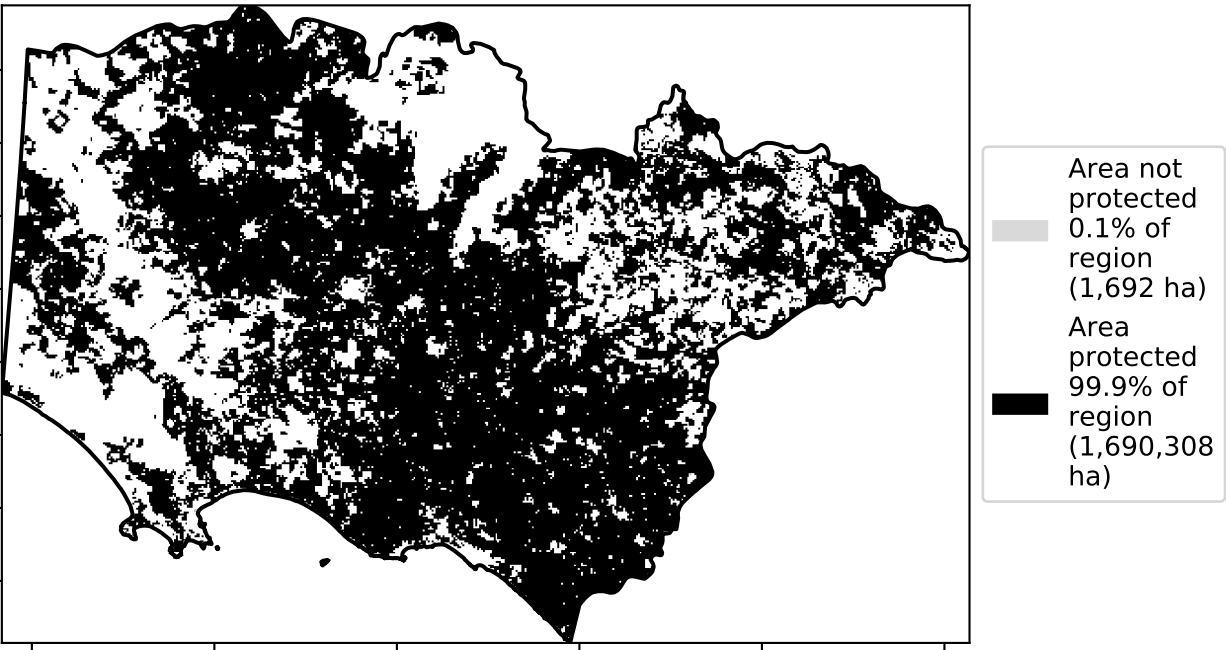 Area not
protected
0.1% of
region
(1,692 ha)
Area
protected
99.9% of
region
(1,690,308
ha)